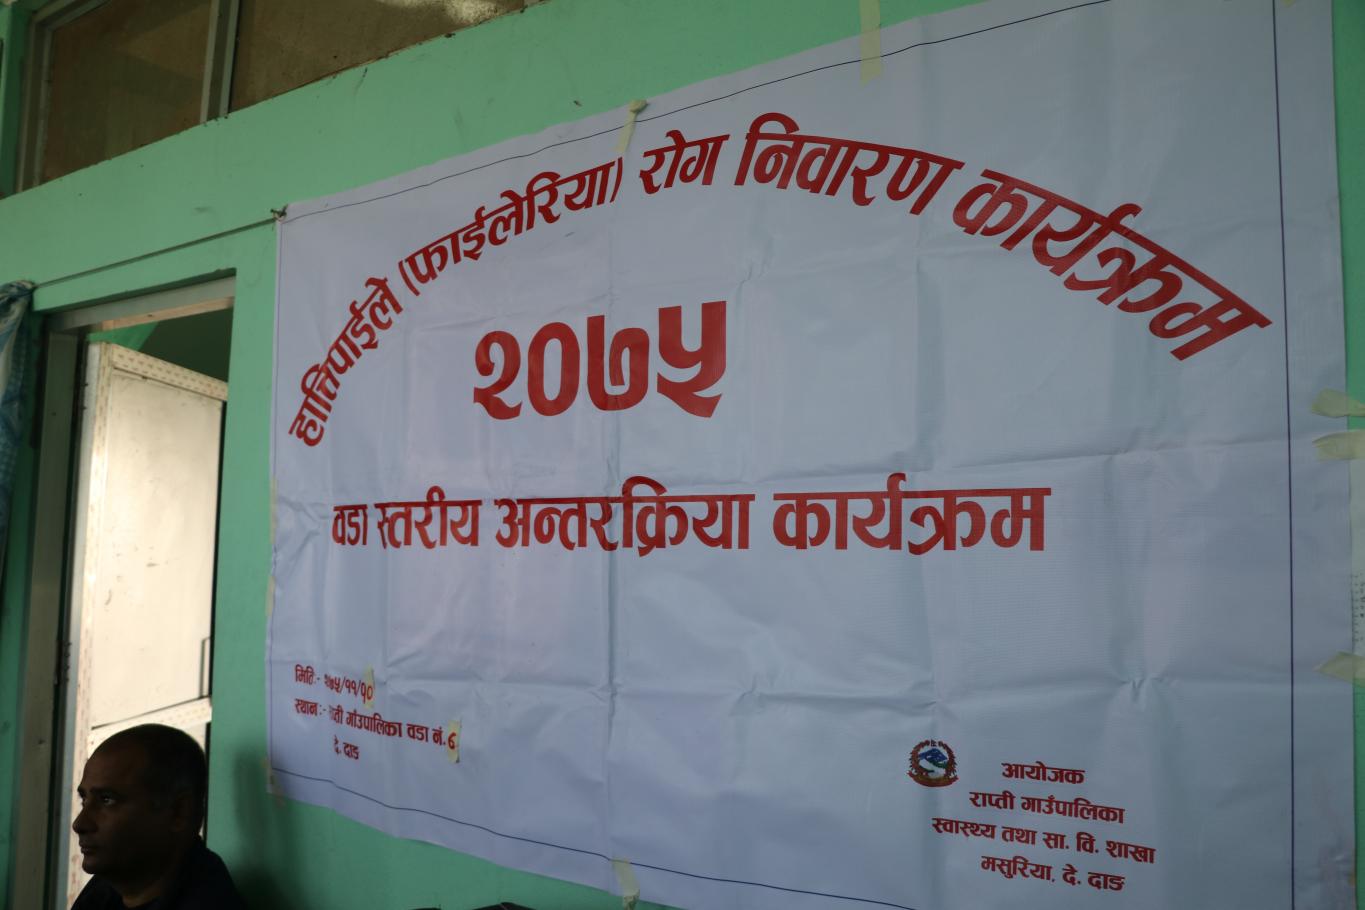 हात्तिपाईले (फाईलेरिया) रोग निवारण कार्यक्रम
२०७५
वडा स्तरीय अन्तरक्रिया कार्यक्रम
मिति:- २०७५/११/१०
स्थान:- राप्ती गाँउपालिका वडा नं. ६
दे. दाङ
आयोजक
राप्ती गाउँपालिका
स्वास्थ्य तथा सा. वि. शाखा
मसुरिया, दे. दाङ